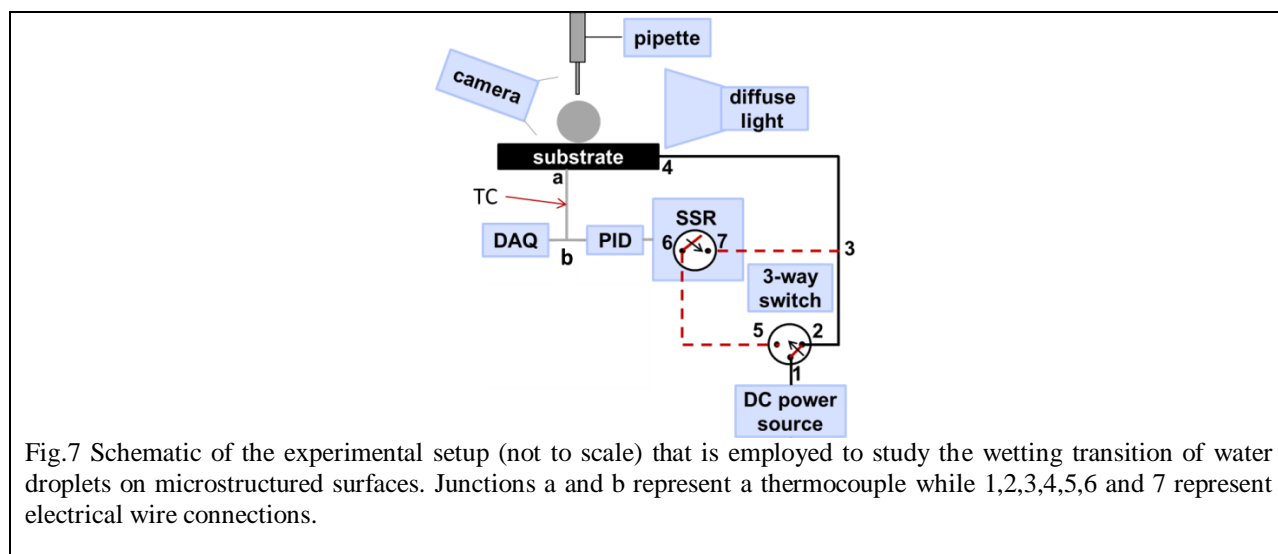 pipette
camera
diffuse
light
substrate
4
a
TC
SSR
DAQ
PID
6
7
b
3
3-way
switch
5
2
1
DC power
source
Fig.7 Schematic of the experimental setup (not to scale) that is employed to study the wetting transition of water
droplets on microstructured surfaces. Junctions a and b represent a thermocouple while 1,2,3,4,5,6 and 7 represent
electrical wire connections.